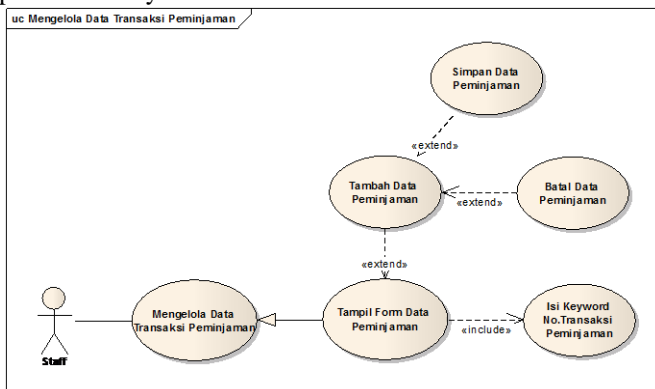 uc Mengelola Data Transaksi Peminjaman
Simpan Data
Peminjaman
«extend»
Tambah Data
Peminjaman
Batal Data
Peminjaman
«extend»
«extend»
Mengelola Data
Transaksi Peminjaman
Tampil Form Data
Peminjaman
«include»
Isi Keyword
No.Transaksi
Peminjaman
Staff